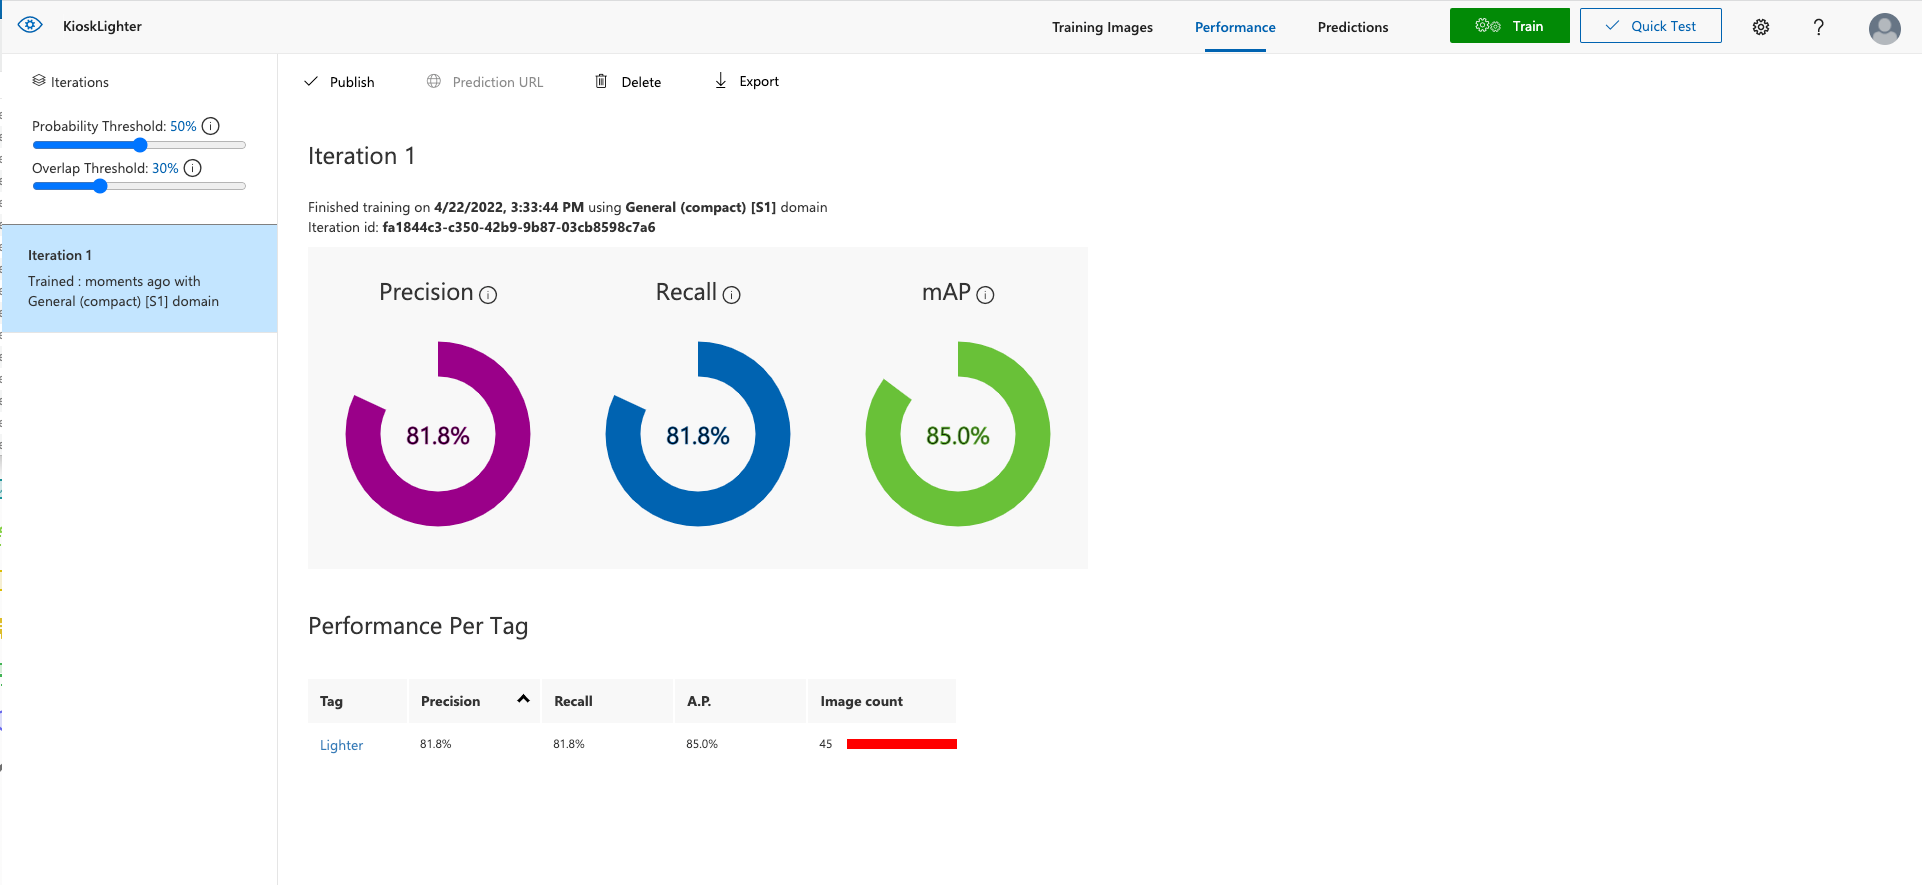 KioskLighter
Training Images
Performance
Predictions
Train
Quick Test
?
Iterations
Probability Threshold: 50%
Overlap Threshold: 30%
Iteration 1
Trained : moments ago with
General (compact) [S1] domain
Publish
Prediction URL
Delete
Export
Iteration 1
Finished training on 4/22/2022, 3:33:44 PM using General (compact) [S1] domain
Iteration id: fa1844c3-c350-42b9-9b87-03cb8598c7a6
Precision
Recall
mAP
81.8%
81.8%
85.0%
Performance Per Tag
Tag Precision Recall A.P. Image count
Lighter 81.8% 81.8% 85.0% 45